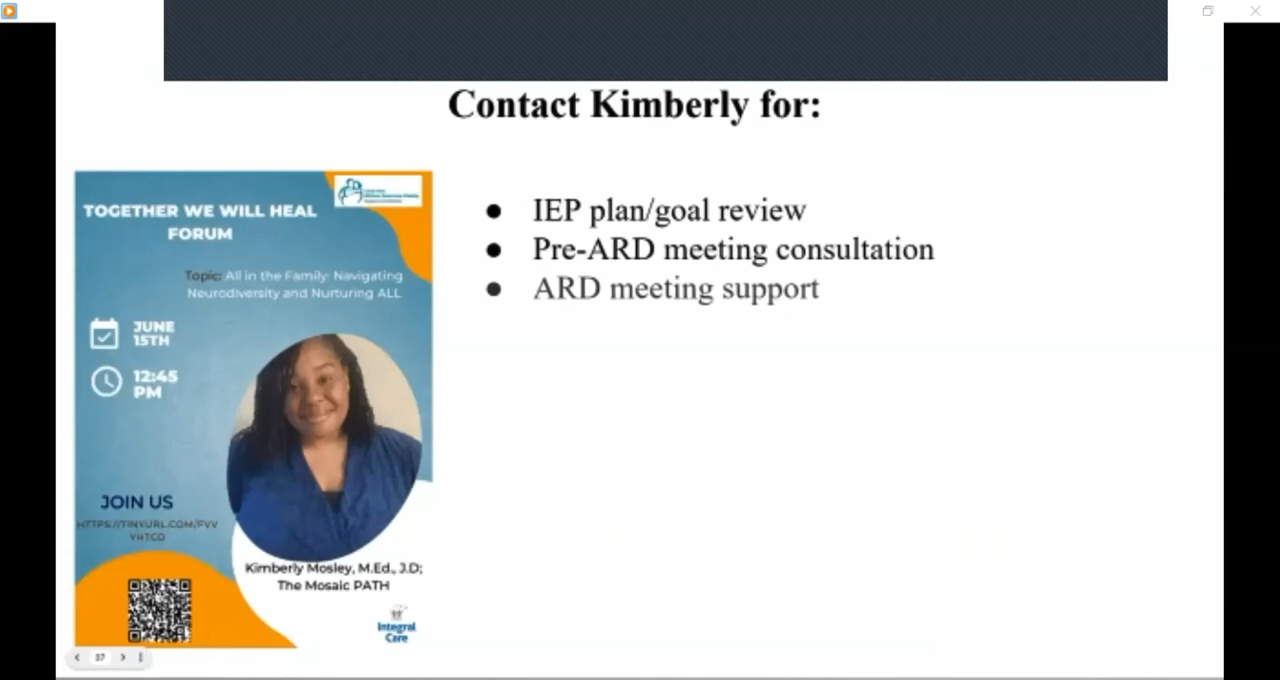 Contact Kimberly for:
TOGETHER WE WILL HEAL
FORUM
Topic: All in the Family: Navigating
Neurodiversity and Nurturing ALL
JUNE
15TH
12:45
PM
JOIN US
HTTPS://TINYURL.COM/FVV
YHTCD
Kimberly Mosley, M.Ed., J.D;
The Mosaic PATH
Integral
Care
● IEP plan/goal review
● Pre-ARD meeting consultation
● ARD meeting support
37